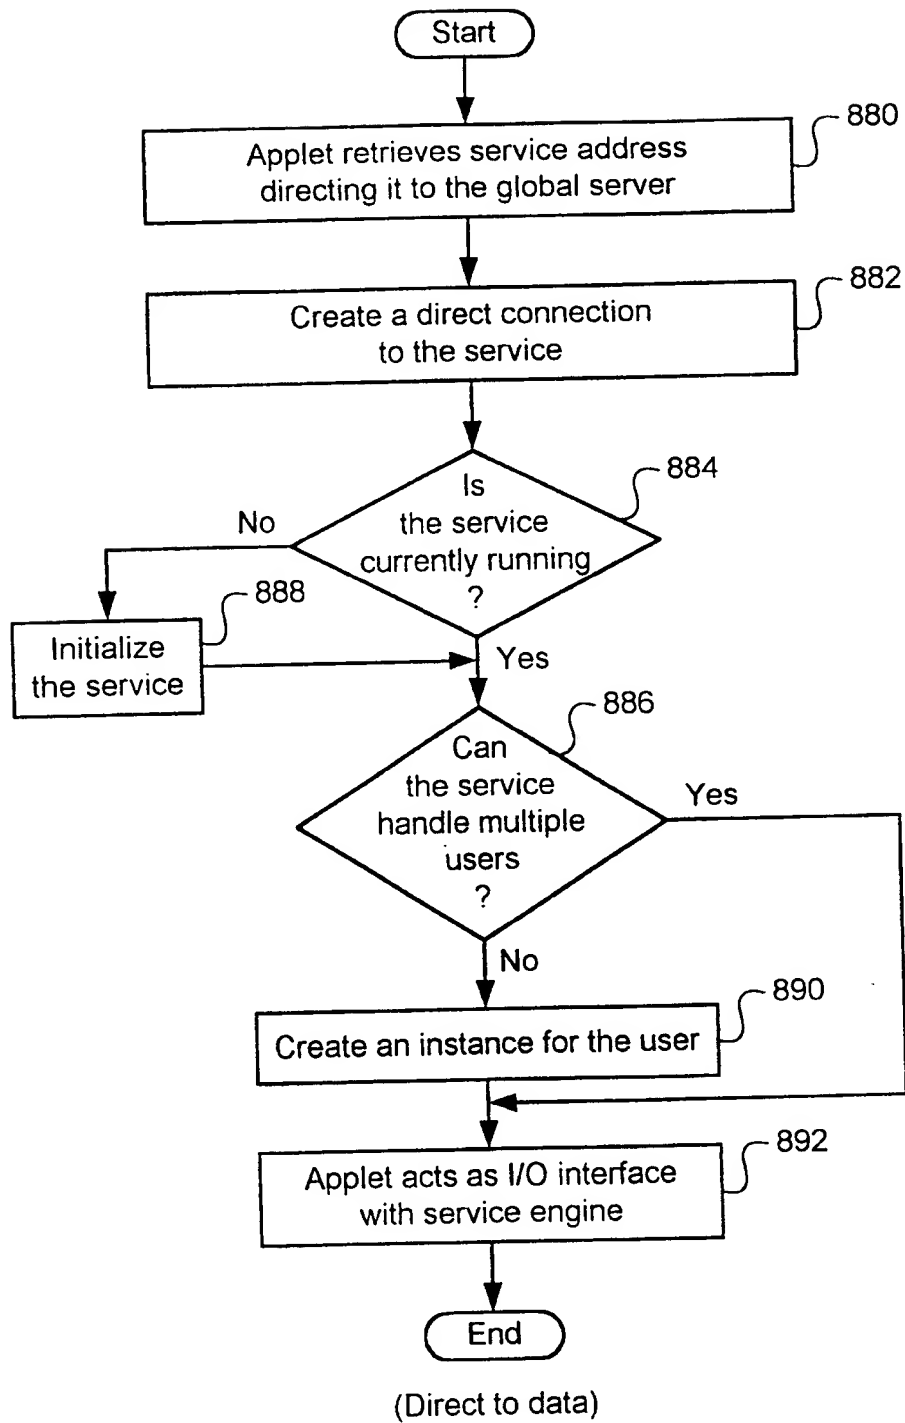 Start
880
Applet retrieves service address
directing it to the global server
882
Create a direct connection
to the service
884
Is
the service
currently running
?
No
888
Initialize
the service
Yes
886
Can
the service
handle multiple
users
?
Yes
No
890
Create an instance for the user
892
Applet acts as I/O interface
with service engine
End
(Direct to data)